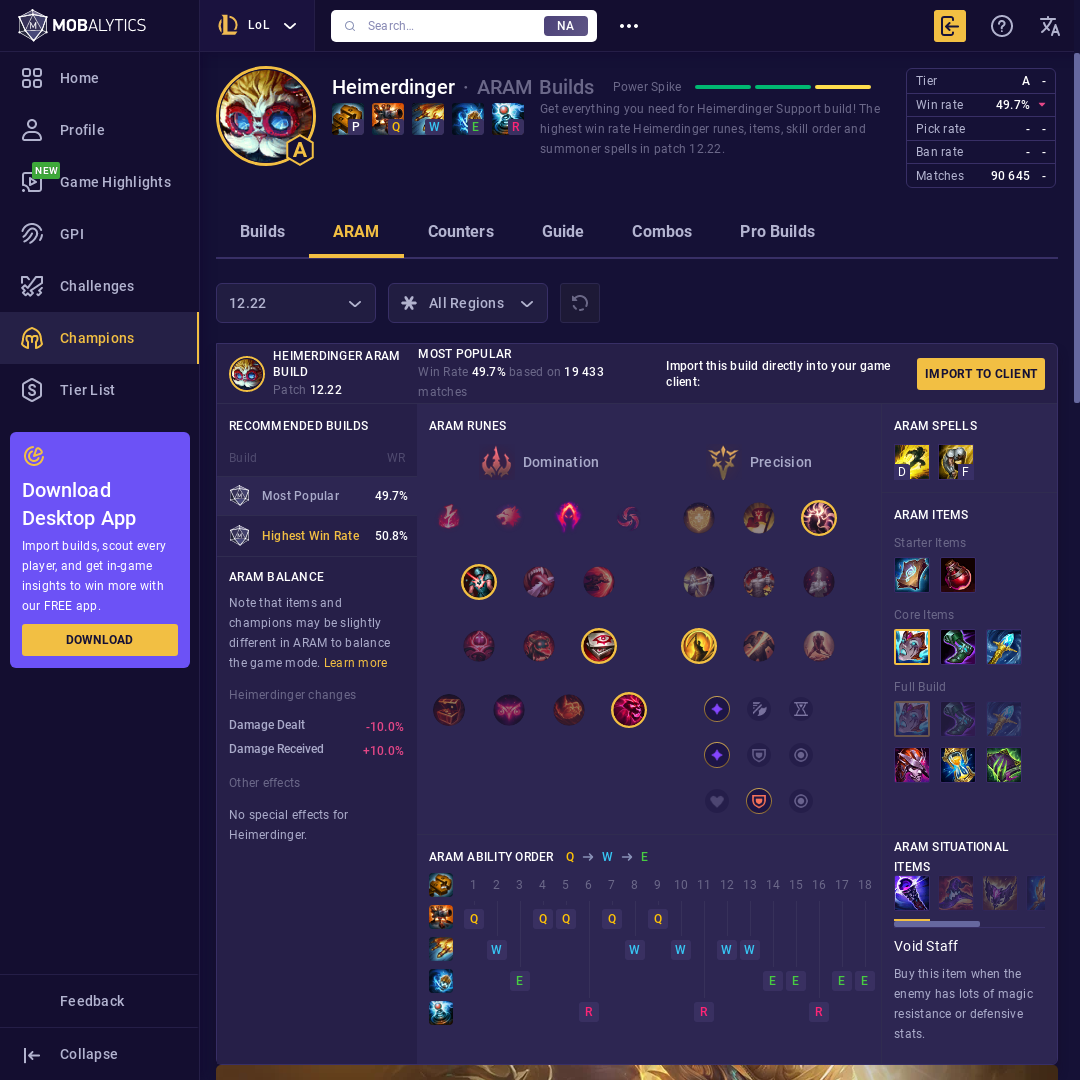 MOBALYTICS
LoL
Search...
NA
Home
Profile
NEW
Game Highlights
GPI
Challenges
Champions
Tier List
Download
Desktop App
Import builds, scout every
player, and get in-game
insights to win more with
our FREE app.
DOWNLOAD
Feedback
Collapse
A
Heimerdinger · ARAM Builds
P Q W E R
Power Spike
Get everything you need for Heimerdinger Support build! The
highest win rate Heimerdinger runes, items, skill order and
summoner spells in patch 12.22.
Tier A -
Win rate 49.7%
Pick rate - -
Ban rate - -
Matches 90 645 -
Builds ARAM Counters Guide Combos Pro Builds
12.22
All Regions
HEIMERDINGER ARAM
BUILD
Patch 12.22
MOST POPULAR
Win Rate 49.7% based on 19 433
matches
Import this build directly into your game
client:
IMPORT TO CLIENT
RECOMMENDED BUILDS
Build WR
Most Popular 49.7%
Highest Win Rate 50.8%
ARAM BALANCE
Note that items and
champions may be slightly
different in ARAM to balance
the game mode. Learn more
Heimerdinger changes
Damage Dealt -10.0%
Damage Received +10.0%
Other effects
No special effects for
Heimerdinger.
ARAM RUNES
Domination
Precision
ARAM ABILITY ORDER Q W E
1 2 3 4 5 6 7 8 9 10 11 12 13 14 15 16 17 18
Q Q Q Q Q
W W W W W
E E E E E
R R R
ARAM SPELLS
D F
ARAM ITEMS
Starter Items
Core Items
Full Build
ARAM SITUATIONAL
ITEMS
Void Staff
Buy this item when the
enemy has lots of magic
resistance or defensive
stats.